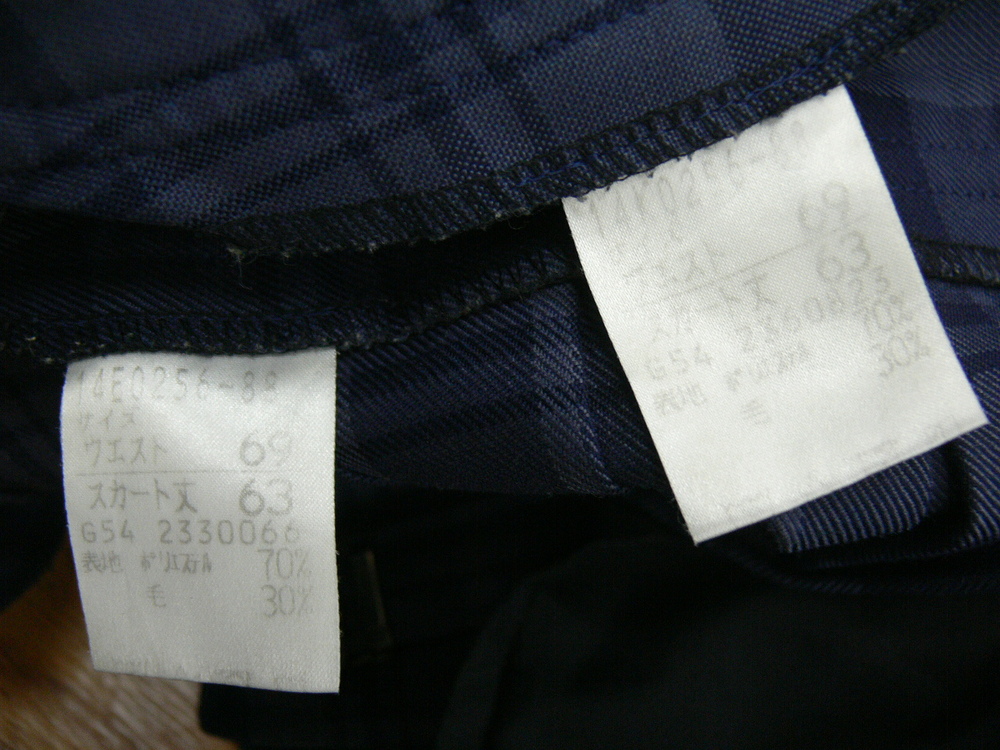 14E0256-88
サイズ
ウエスト 69
スカート丈 63
G54 2330066
表地 ポリエステル 70%
毛 30%
ウエスト 69
スカート丈 63
G54
表地 ポリエステル 70%
毛 30%